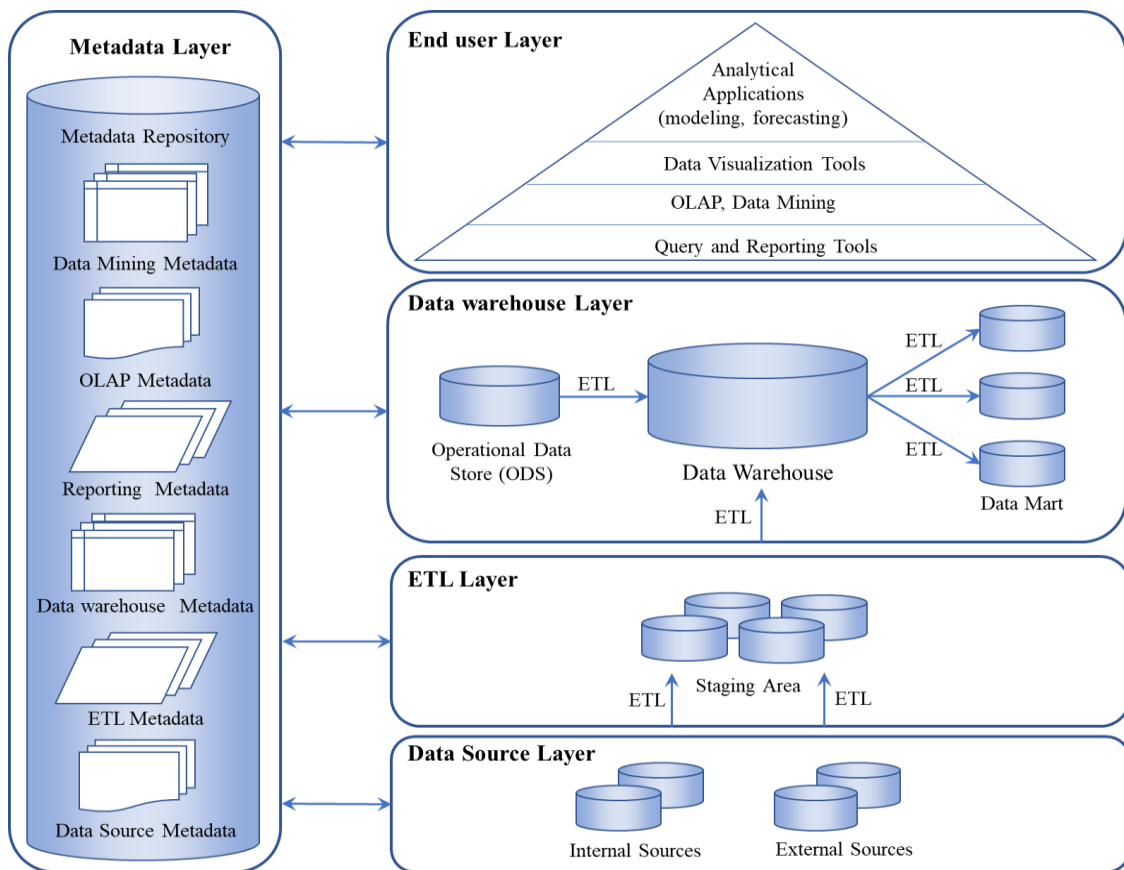 Metadata Layer
Metadata Repository
Data Mining Metadata
OLAP Metadata
Reporting Metadata
Data warehouse Metadata
ETL Metadata
Data Source Metadata
End user Layer
Analytical
Applications
(modeling, forecasting)
Data Visualization Tools
OLAP, Data Mining
Query and Reporting Tools
Data warehouse Layer
ETL
Operational Data
Store (ODS)
Data Warehouse
ETL
ETL
ETL
Data Mart
ETL
ETL Layer
Staging Area
ETL
ETL
Data Source Layer
Internal Sources
External Sources